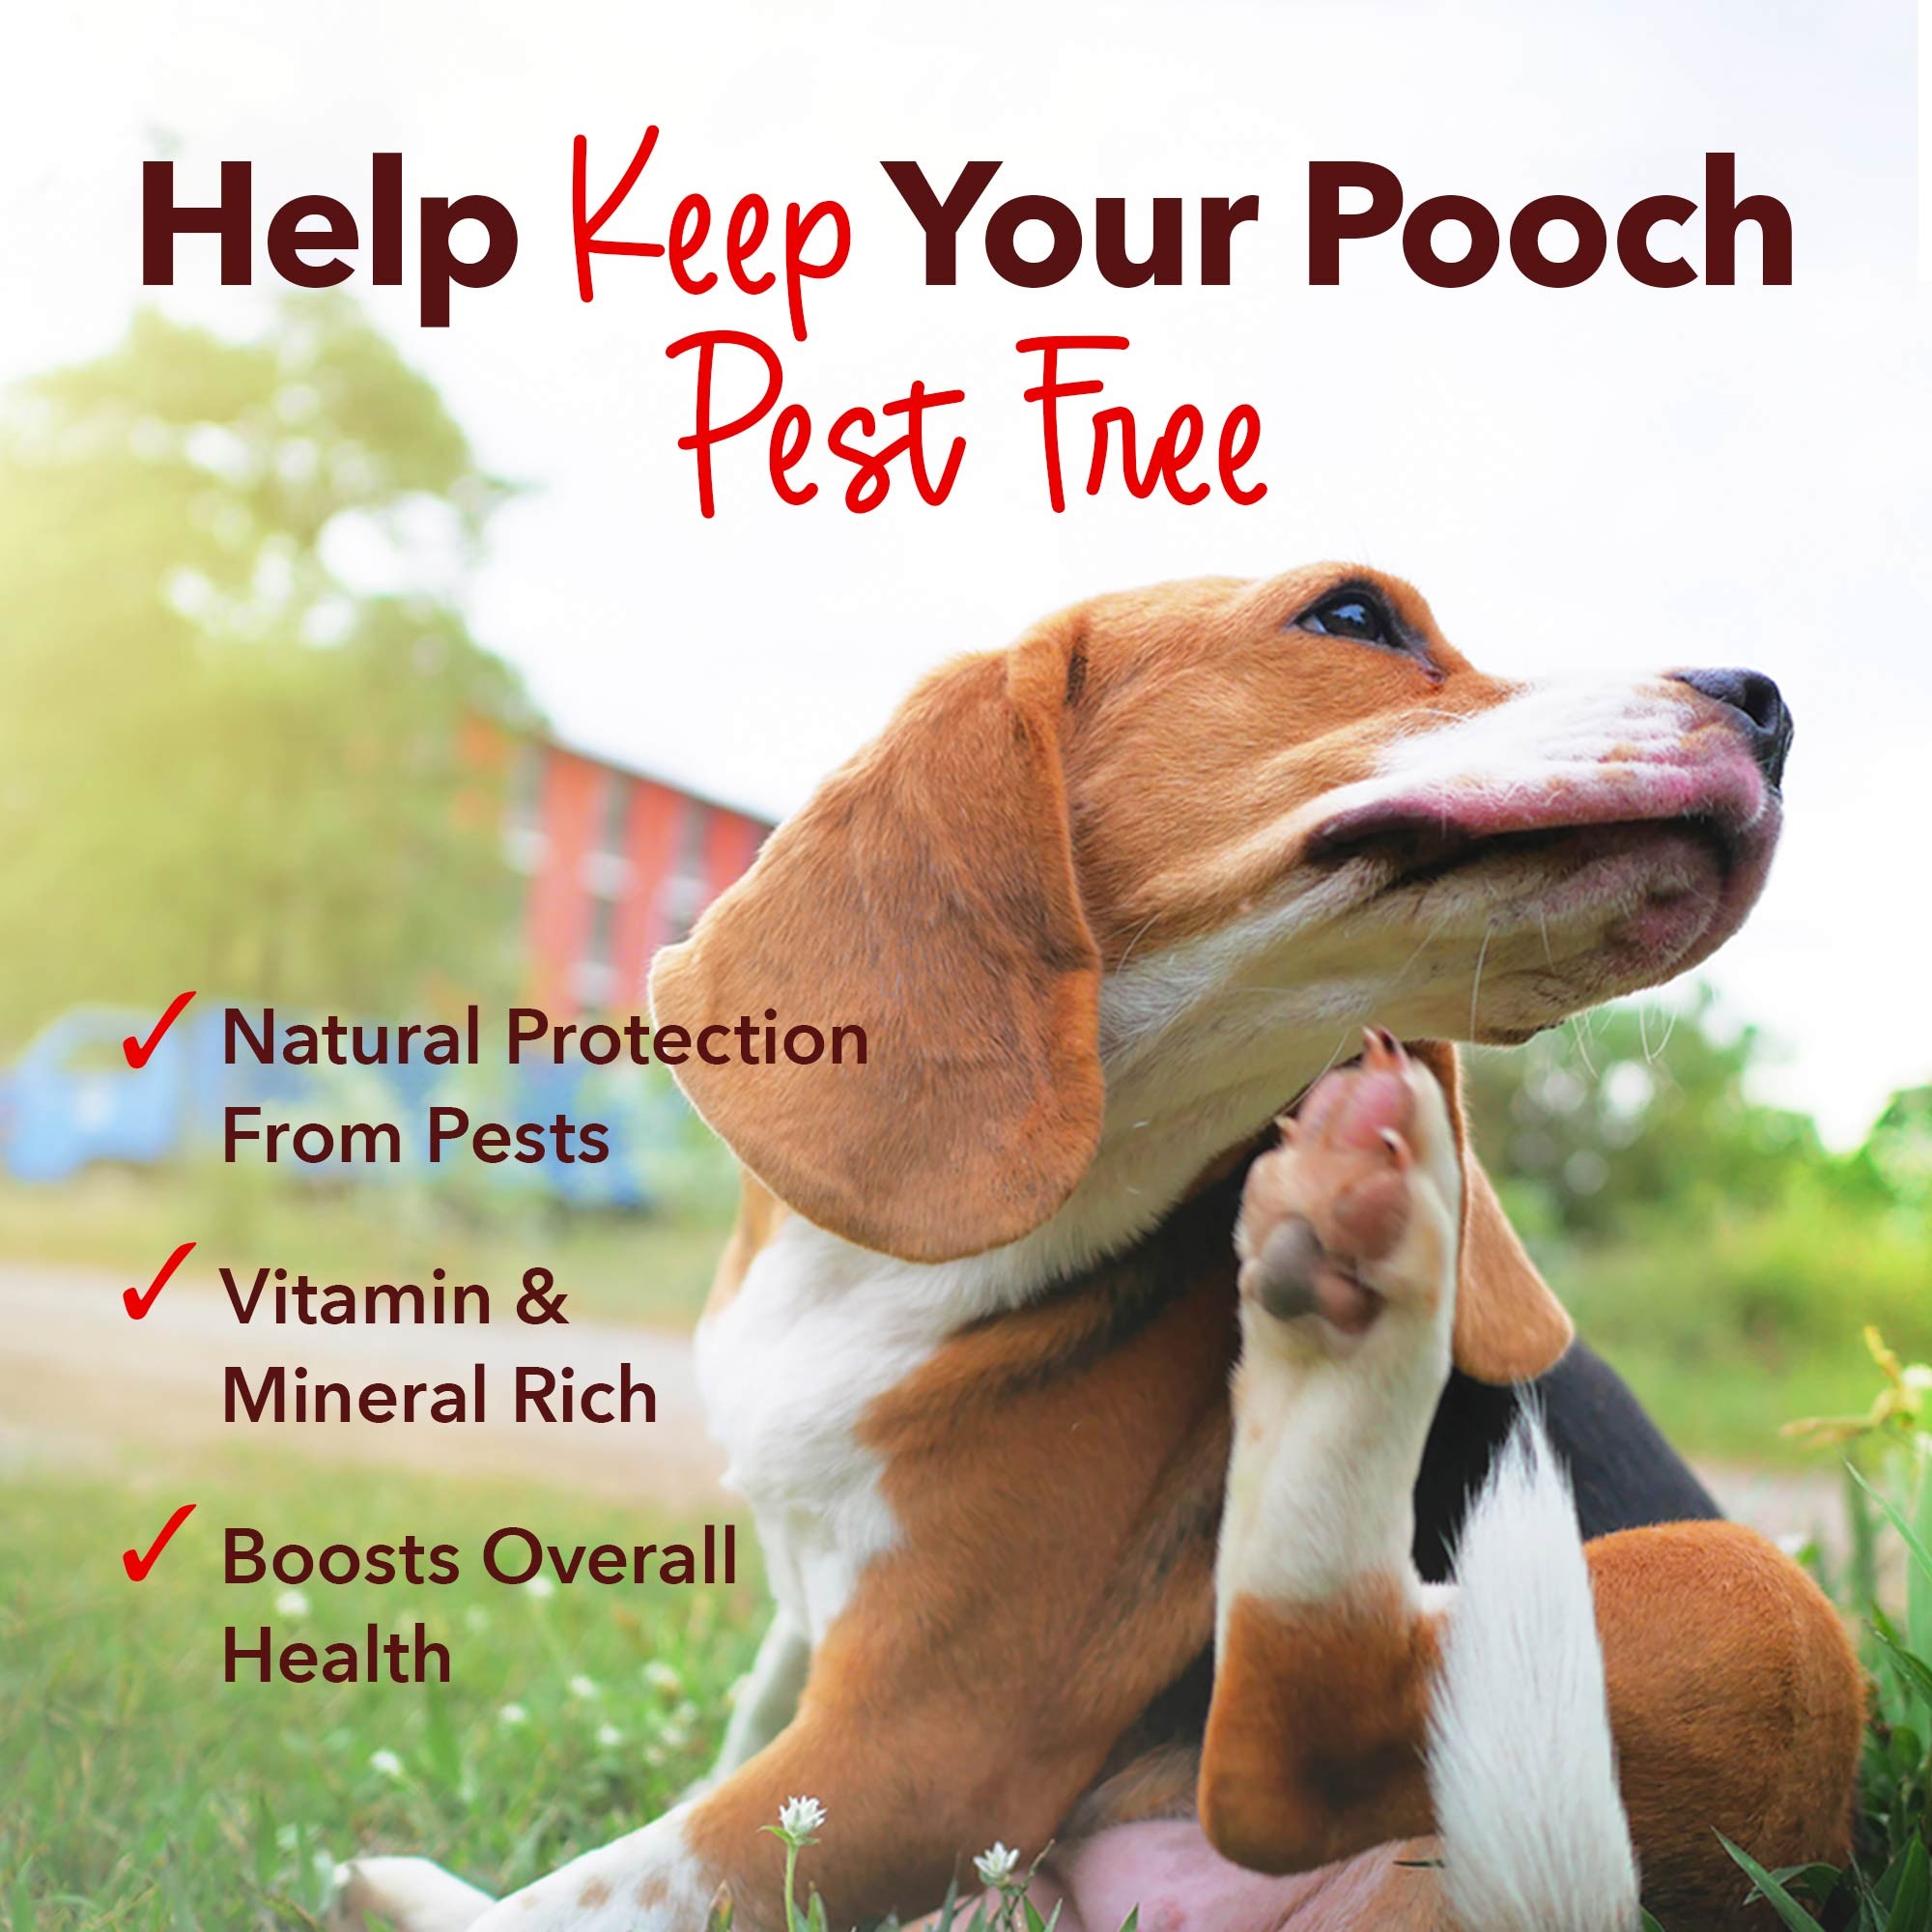 Help Keep Your Pooch
Pest Free
✓ Natural Protection
From Pests
✓ Vitamin &
Mineral Rich
✓ Boosts Overall
Health